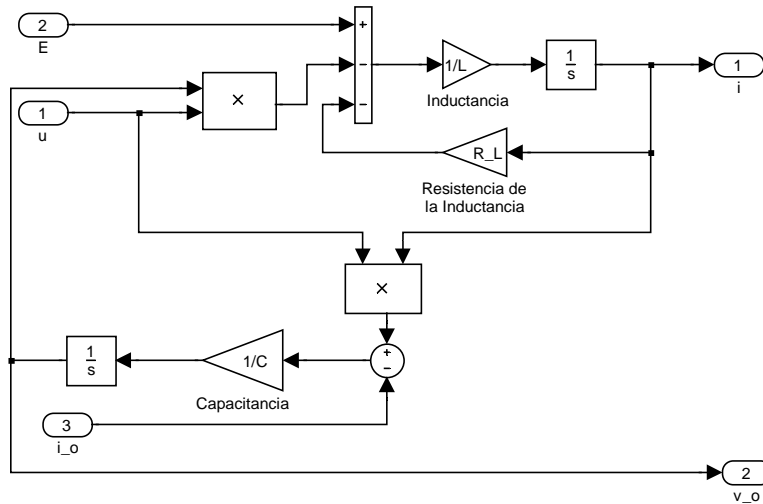 2
E
+
−
−
1/L
Inductancia
1
s
1
i
×
1
u
R_L
Resistencia de
la Inductancia
×
+
−
1
s
1/C
Capacitancia
3
i_o
2
v_o